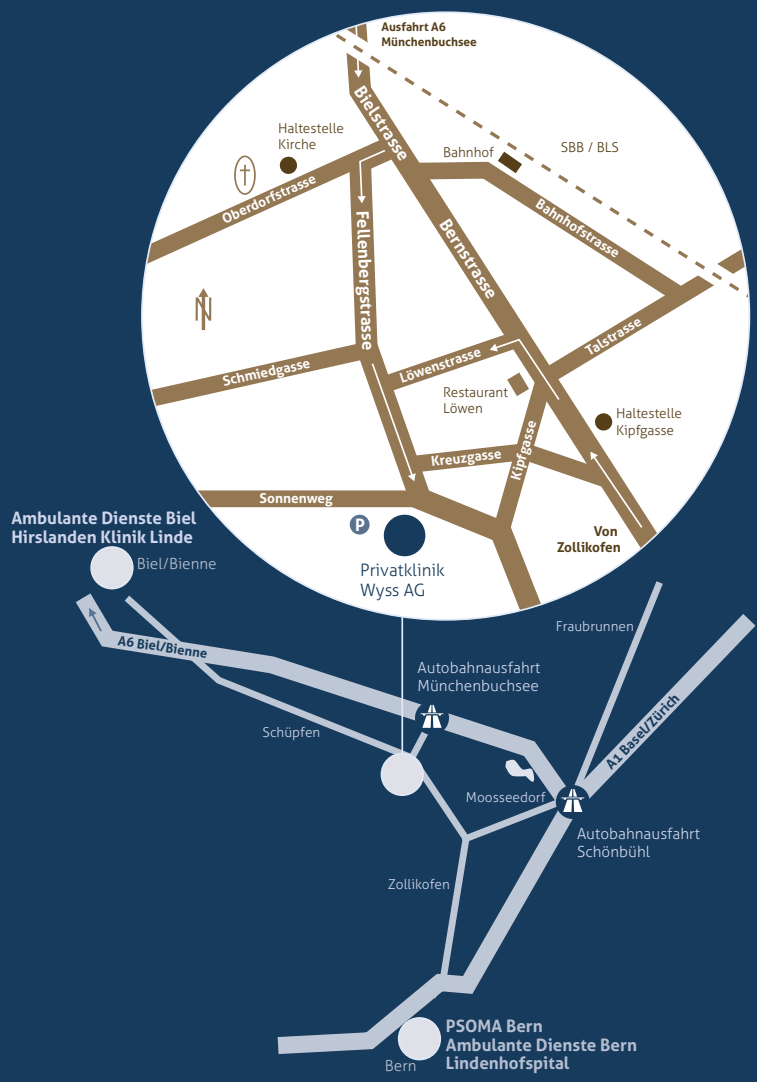 Ausfahrt A6
Münchenbuchsee
Bielstrasse
Haltestelle
Kirche
Bahnhof
SBB / BLS
Oberdorfstrasse
Bahnhofstrasse
Fellenbergstrasse
Bernstrasse
N
Talstrasse
Löwenstrasse
Schmiedgasse
Restaurant
Löwen
Haltestelle
Kipfgasse
Kipfgasse
Kreuzgasse
Sonnenweg
P
Von
Zollikofen
Privatklinik
Wyss AG
Ambulante Dienste Biel
Hirslanden Klinik Linde
Biel/Bienne
A6 Biel/Bienne
Fraubrunnen
Autobahnausfahrt
Münchenbuchsee
A1 Basel/Zürich
Schüpfen
Moosseedorf
Autobahnausfahrt
Schönbühl
Zollikofen
PSOMA Bern
Ambulante Dienste Bern
Lindenhofspital
Bern